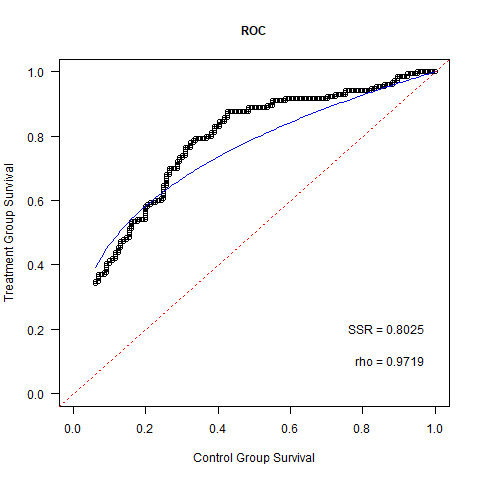 ROC
Treatment Group Survival
1.0
0.8
0.6
0.4
0.2
0.0
SSR = 0.8025
rho = 0.9719
0.0 0.2 0.4 0.6 0.8 1.0
Control Group Survival